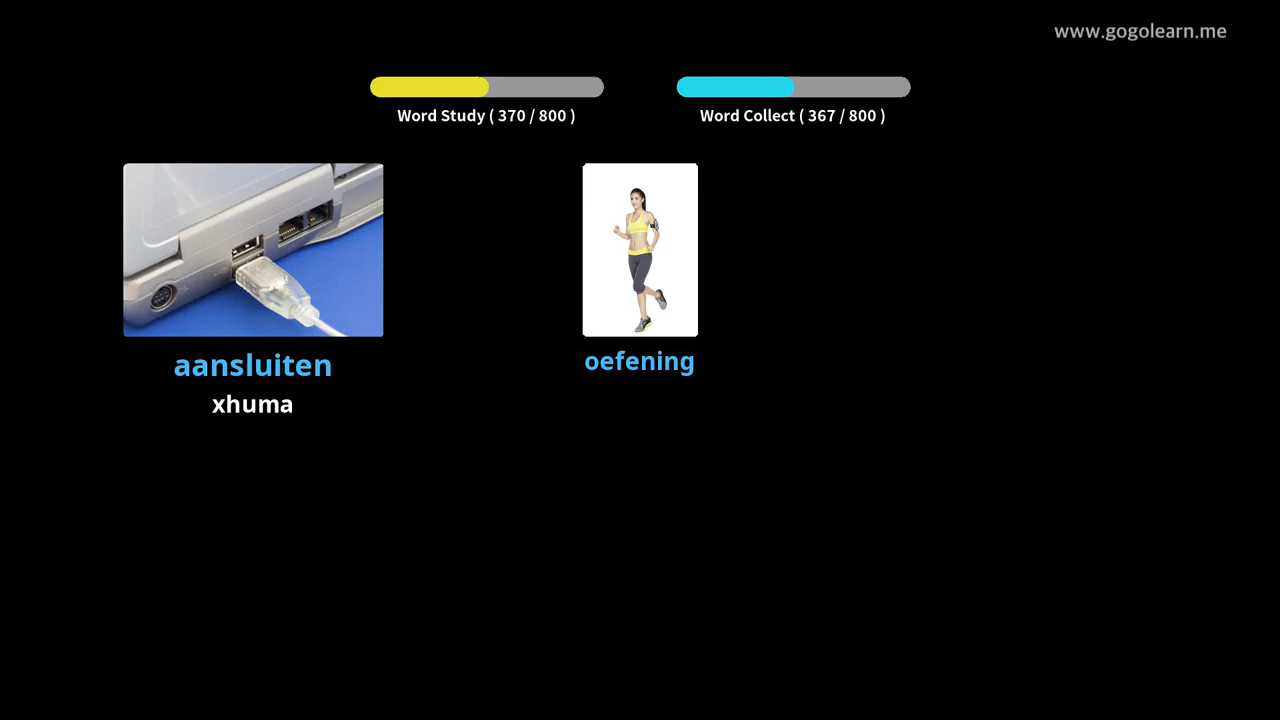 www.gogolearn.me
Word Study ( 370 / 800 )
Word Collect ( 367 / 800 )
aansluiten
xhuma
oefening